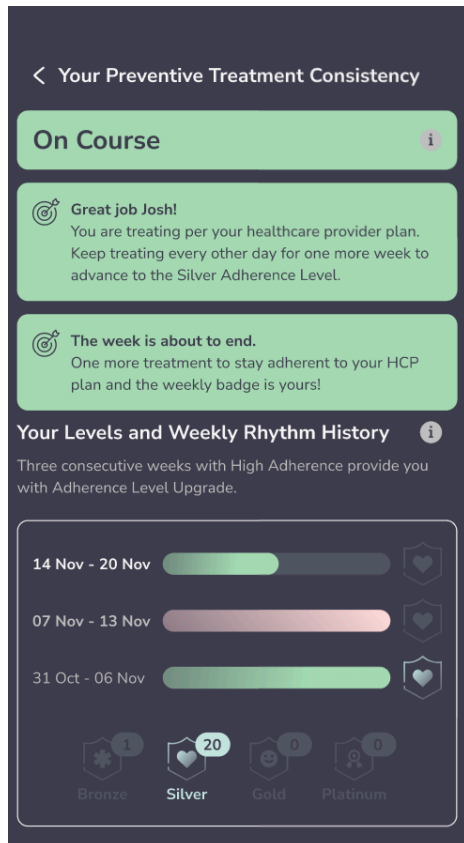 Your Preventive Treatment Consistency
On Course
i
Great job Josh!
You are treating per your healthcare provider plan.
Keep treating every other day for one more week to
advance to the Silver Adherence Level.
The week is about to end.
One more treatment to stay adherent to your HCP
plan and the weekly badge is yours!
Your Levels and Weekly Rhythm History
i
Three consecutive weeks with High Adherence provide you
with Adherence Level Upgrade.
14 Nov - 20 Nov
07 Nov - 13 Nov
31 Oct - 06 Nov
1 20 0 0
Bronze Silver Gold Platinum